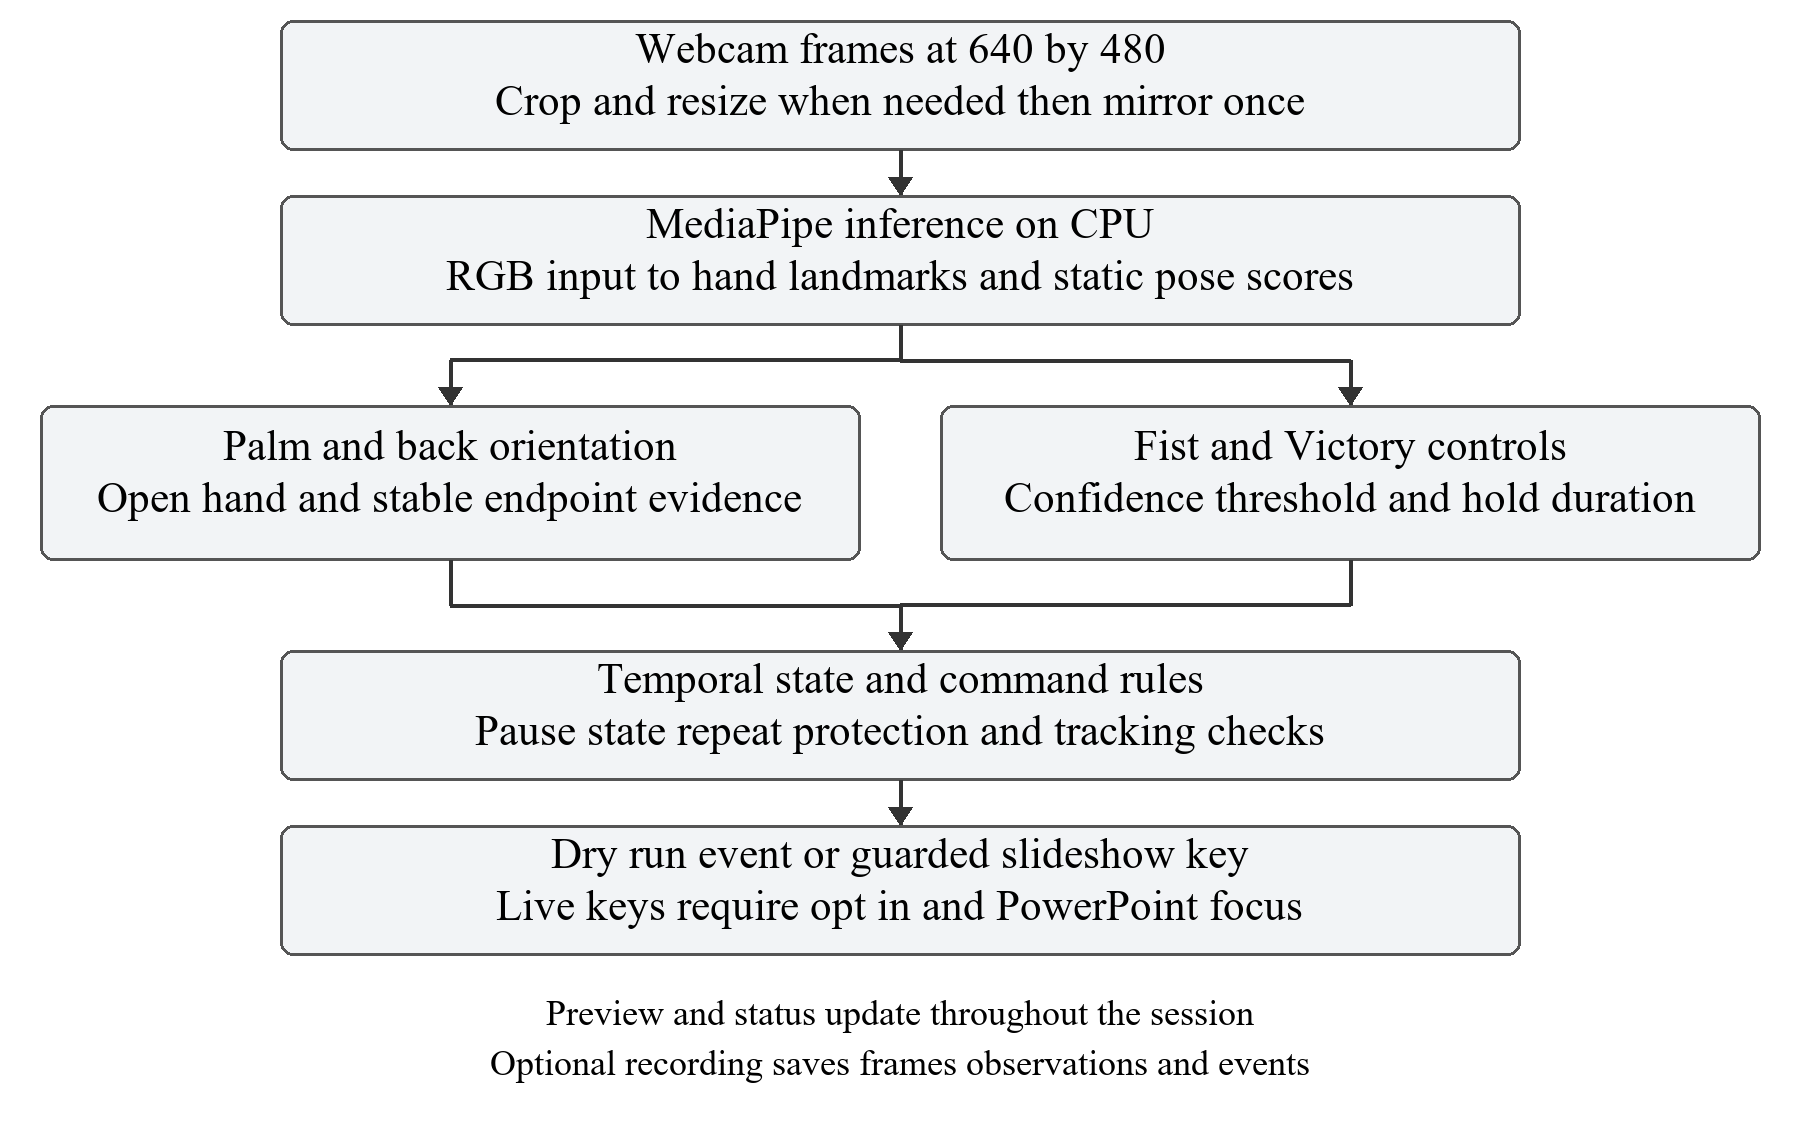 Webcam frames at 640 by 480
Crop and resize when needed then mirror once
MediaPipe inference on CPU
RGB input to hand landmarks and static pose scores
Palm and back orientation
Open hand and stable endpoint evidence
Fist and Victory controls
Confidence threshold and hold duration
Temporal state and command rules
Pause state repeat protection and tracking checks
Dry run event or guarded slideshow key
Live keys require opt in and PowerPoint focus
Preview and status update throughout the session
Optional recording saves frames observations and events